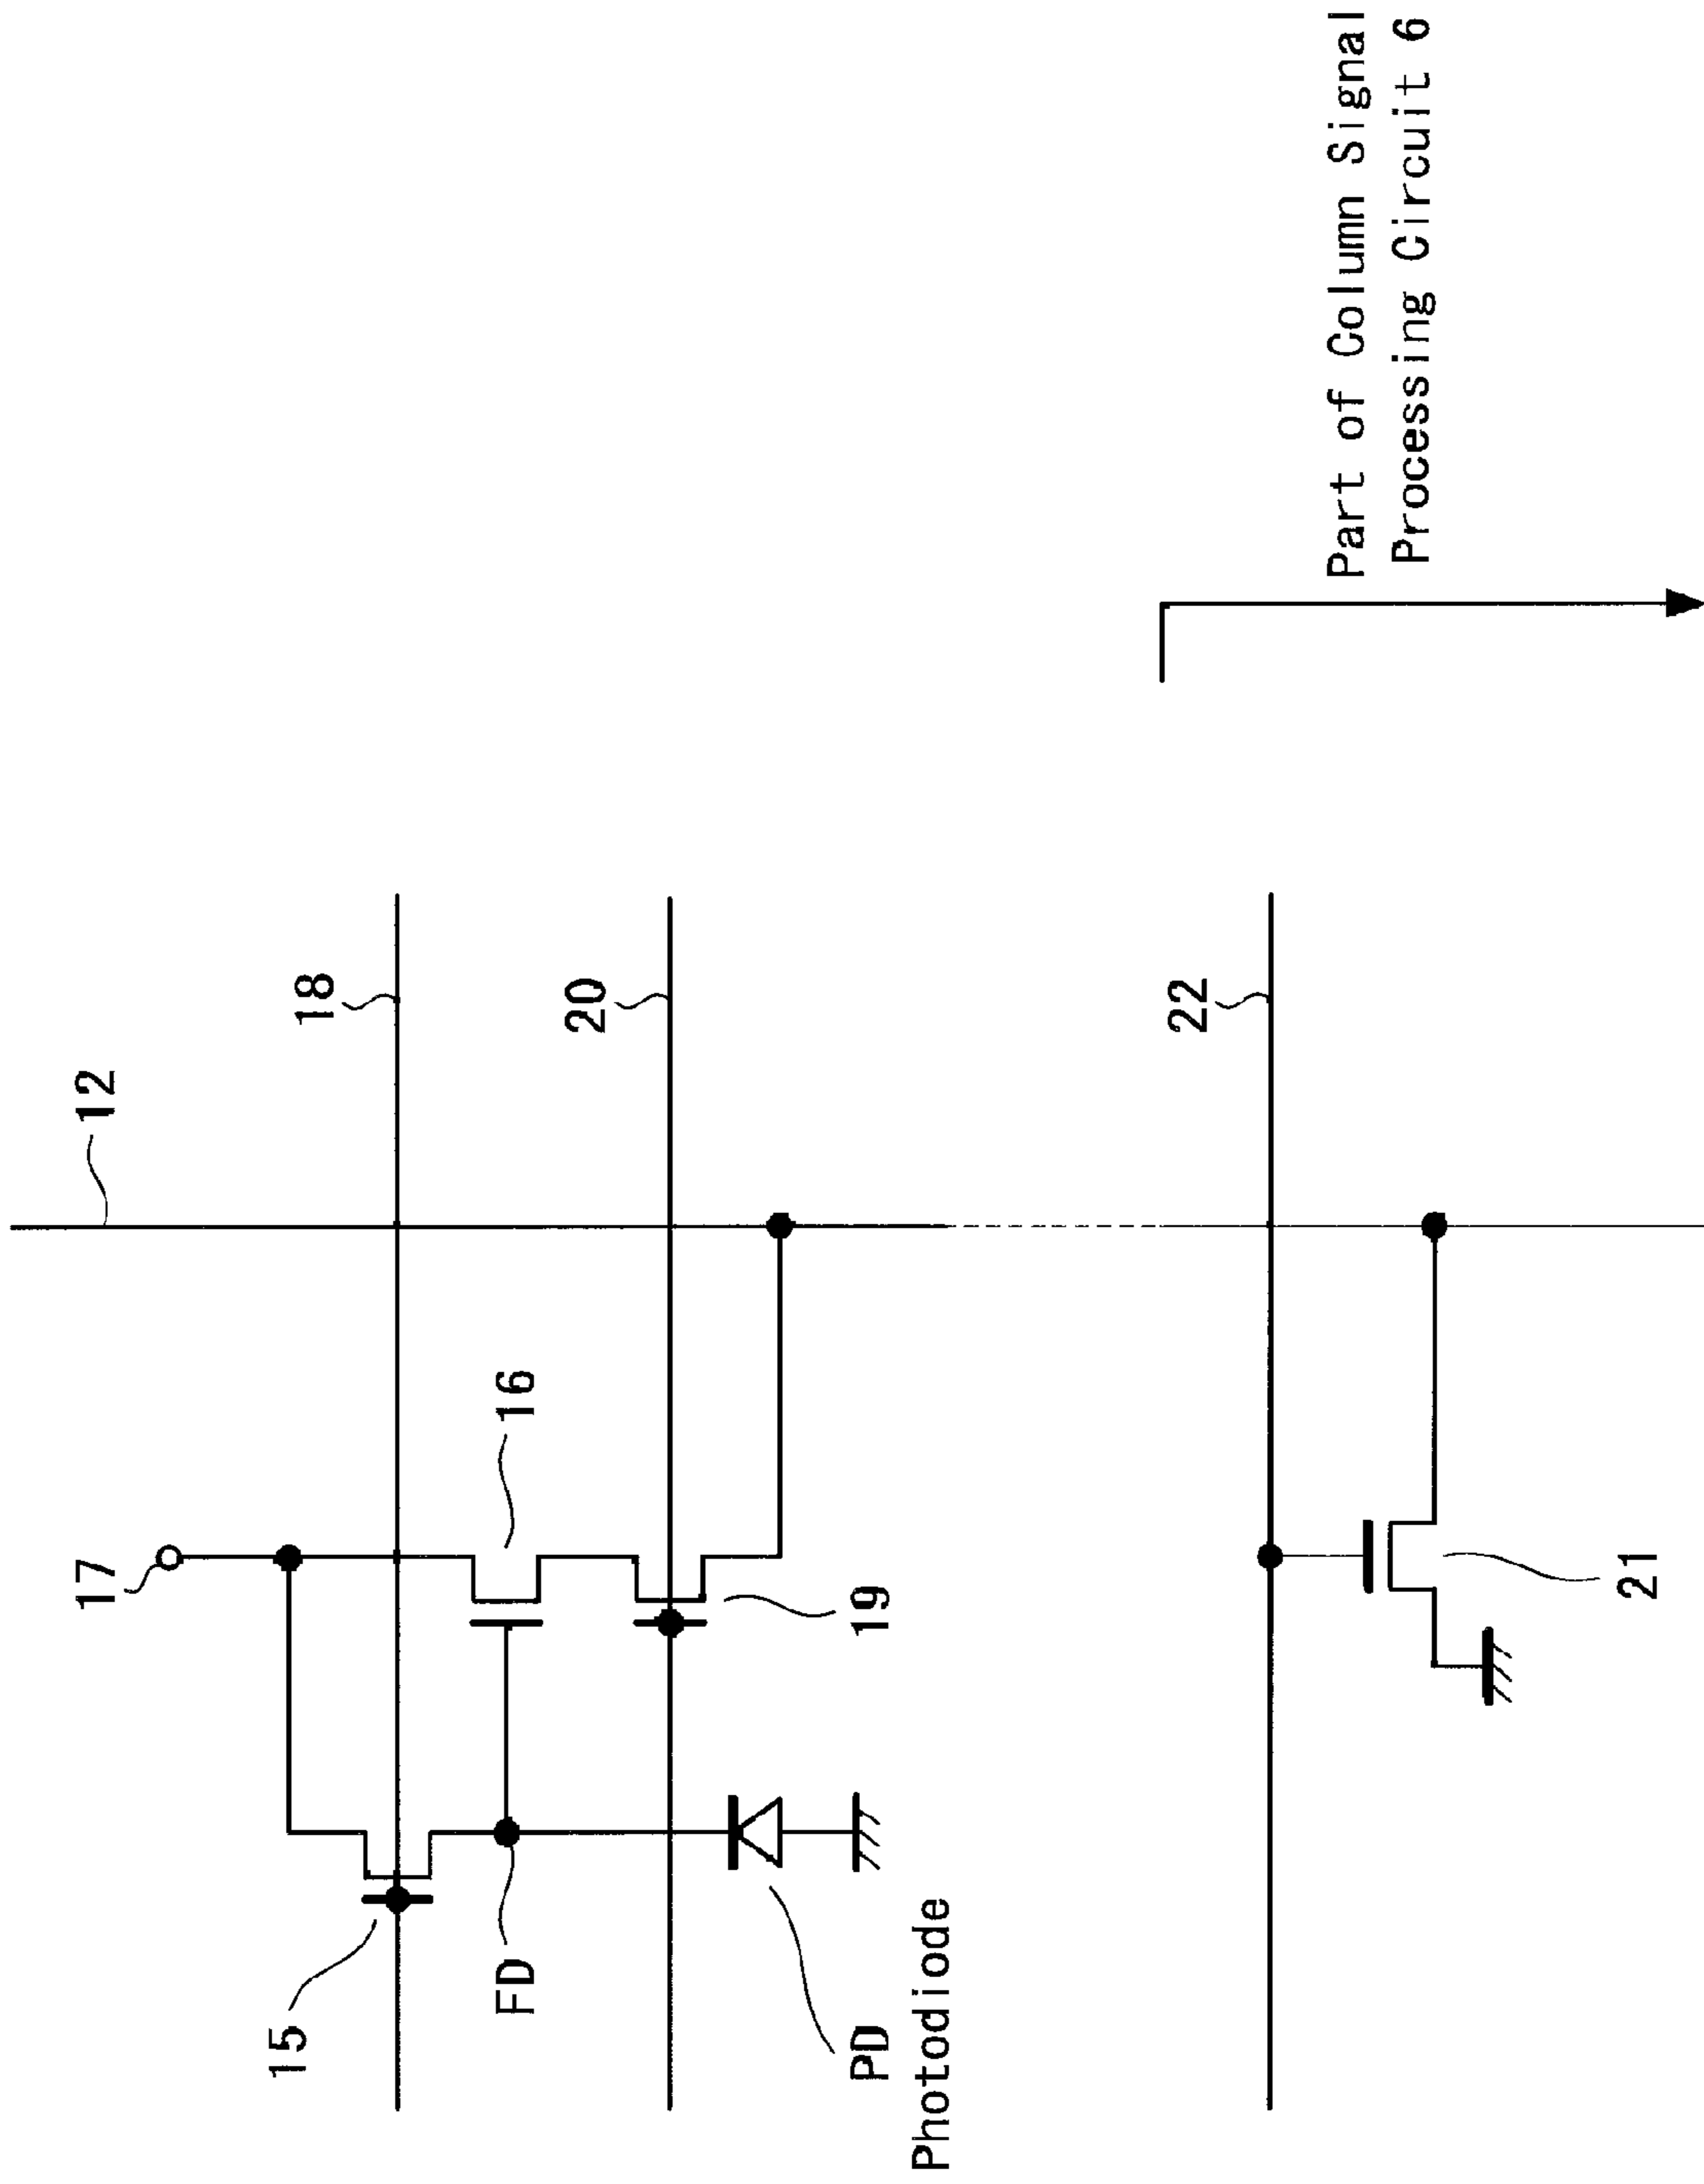 12
17
18
15
16
FD
20
19
PD
Photodiode
22
21
Part of Column Signal
Processing Circuit 6